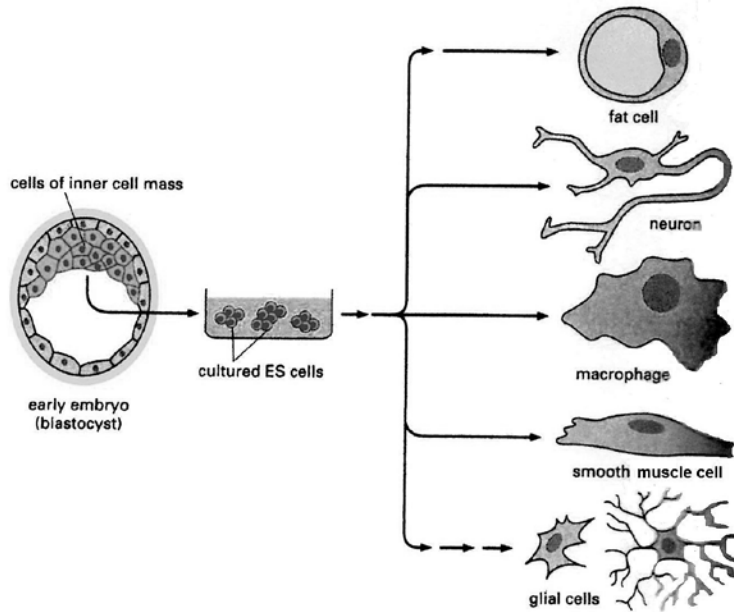 fat cell
cells of inner cell mass
neuron
cultured ES cells
macrophage
early embryo
(blastocyst)
smooth muscle cell
glial cells